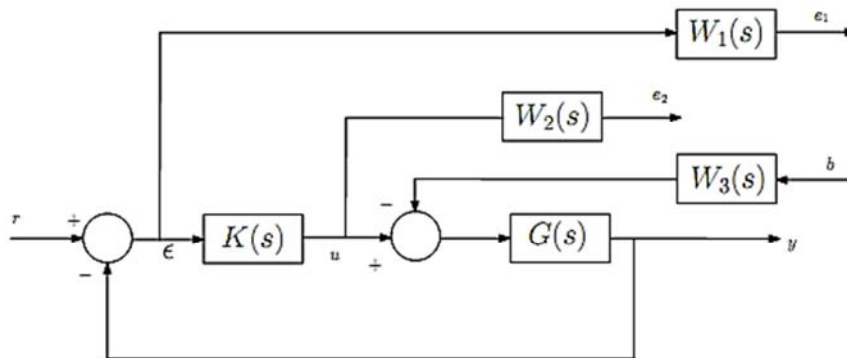 W₁(s)
e₁
W₂(s)
e₂
W₃(s)
b
r
÷
−
ϵ
K(s)
u
−
÷
G(s)
y